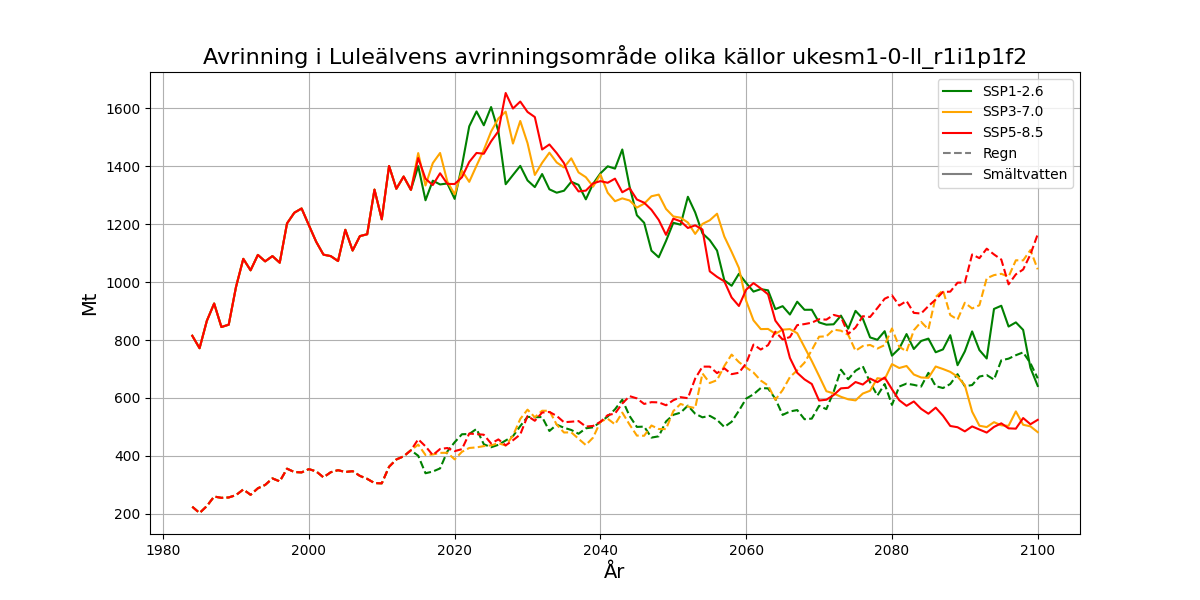 Avrinning i Luleälvens avrinningsområde olika källor ukesm1-0-ll_r1i1p1f2
SSP1-2.6
SSP3-7.0
SSP5-8.5
Regn
Smältvatten
Mt
1600
1400
1200
1000
800
600
400
200
1980 2000 2020 2040 2060 2080 2100
År